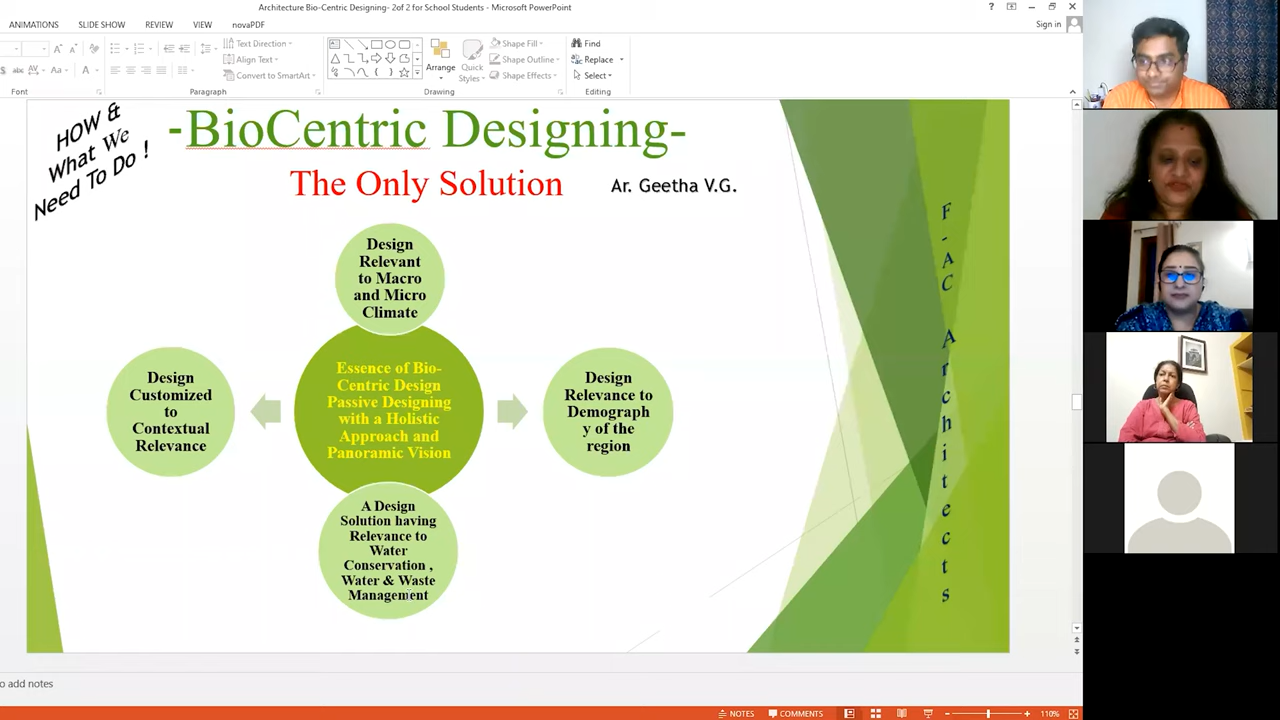 Architecture Bio-Centric Designing- 2of 2 for School Students - Microsoft PowerPoint
?
Sign in
ANIMATIONS SLIDE SHOW REVIEW VIEW novaPDF
Text Direction
Align Text
Convert to SmartArt
Arrange
Quick
Styles
Shape Fill
Shape Outline
Shape Effects
Find
Replace
Select
Font Paragraph Drawing Editing
HOW &
What We
Need To Do !
-BioCentric Designing-
The Only Solution
Ar. Geetha V.G.
Design
Relevant
to Macro
and Micro
Climate
Design
Customized
to
Contextual
Relevance
Essence of Bio-
Centric Design
Passive Designing
with a Holistic
Approach and
Panoramic Vision
Design
Relevance to
Demograph
y of the
region
A Design
Solution having
Relevance to
Water
Conservation ,
Water & Waste
Management
F
-
A
C
A
r
c
h
i
t
e
c
t
s
o add notes
NOTES COMMENTS 110%